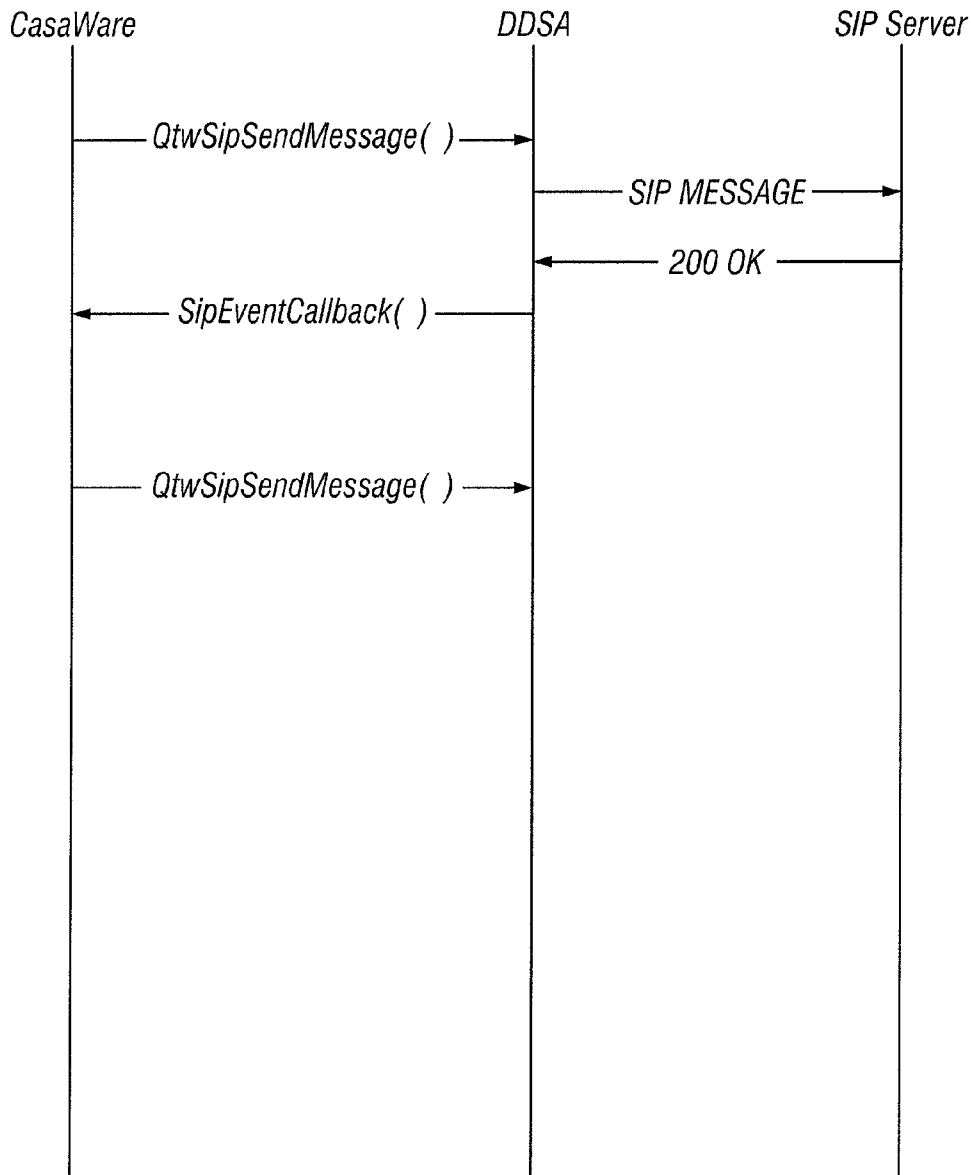 CasaWare DDSA SIP Server
QtwSipSendMessage( )
SIP MESSAGE
200 OK
SipEventCallback( )
QtwSipSendMessage( )